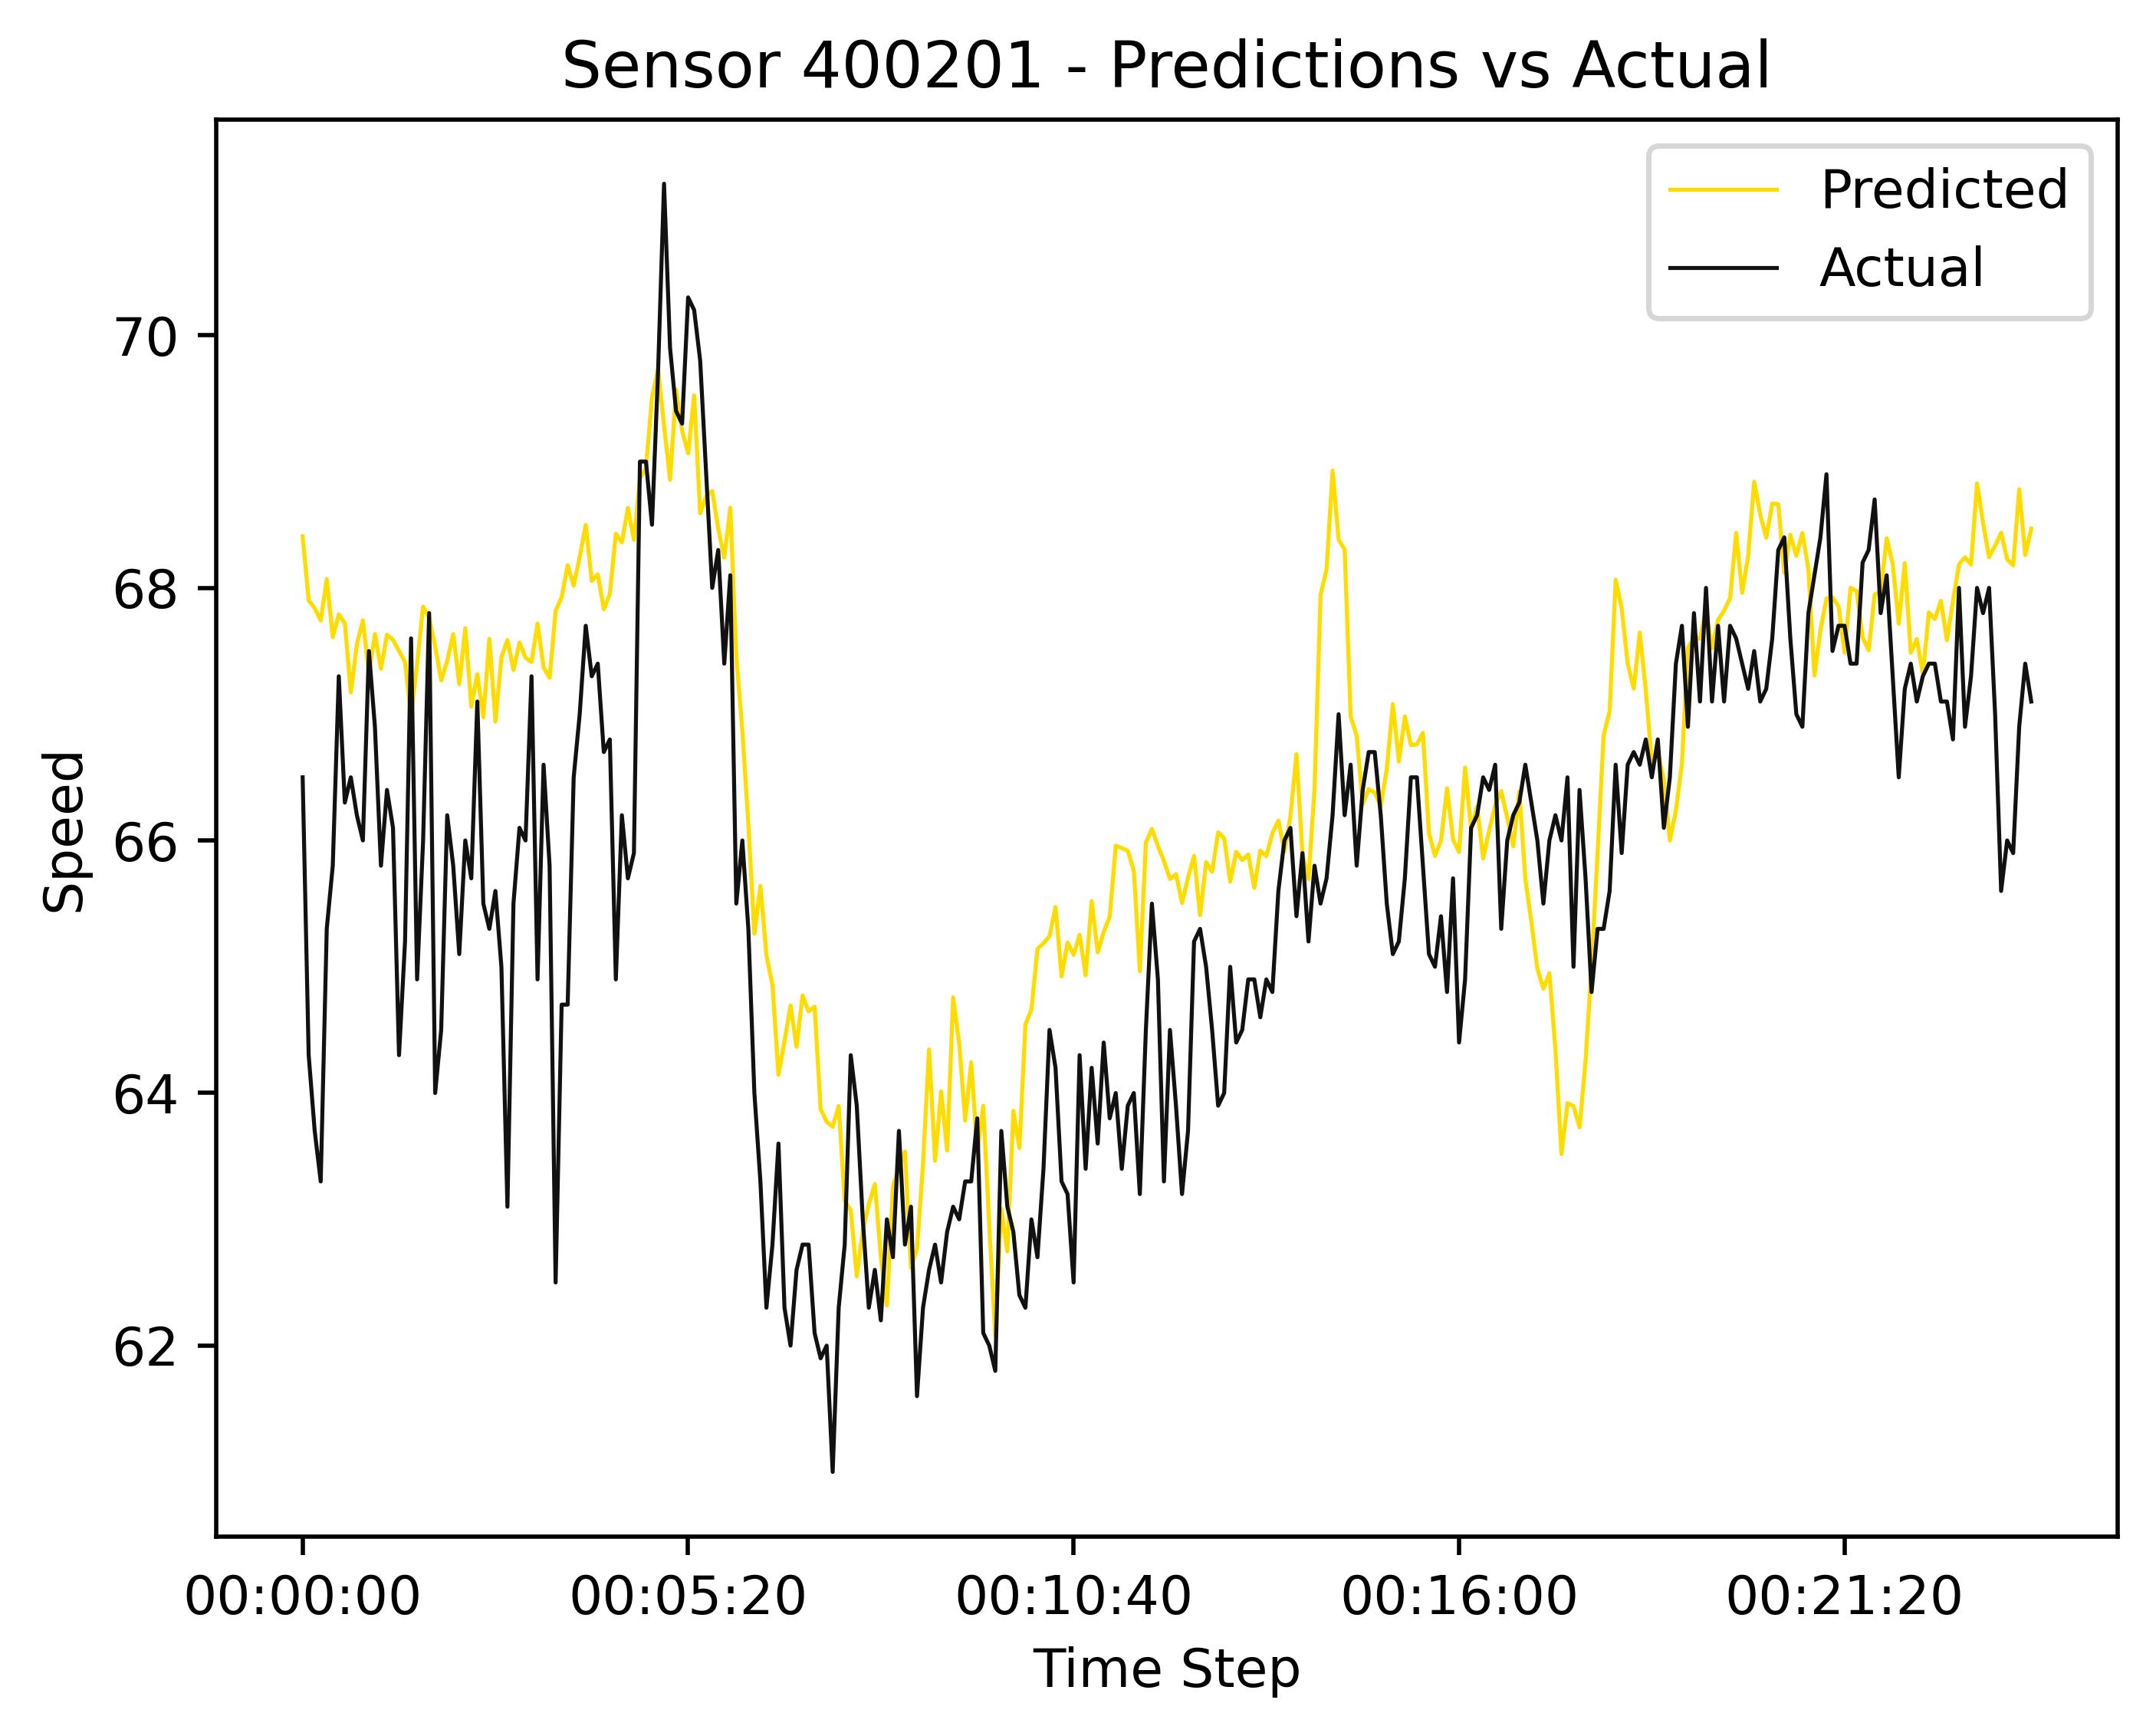 Sensor 400201 - Predictions vs Actual
Predicted
Actual
70
68
66
64
62
Speed
00:00:00 00:05:20 00:10:40 00:16:00 00:21:20
Time Step